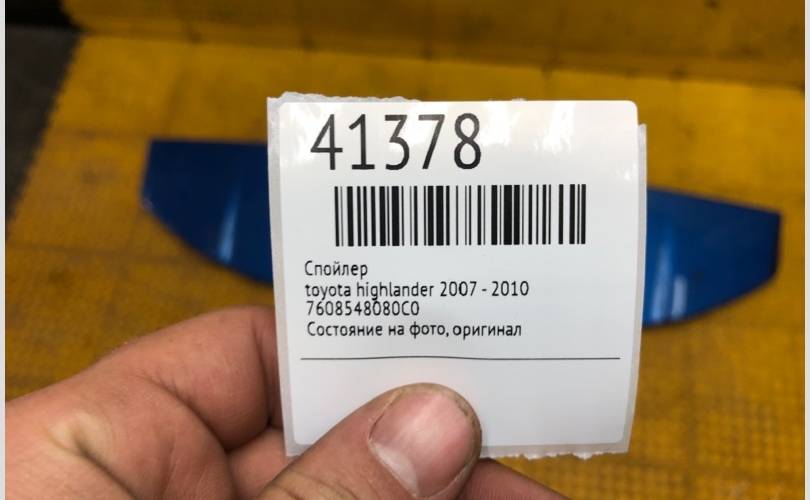 41378
Спойлер
toyota highlander 2007 - 2010
7608548080C0
Состояние на фото, оригинал